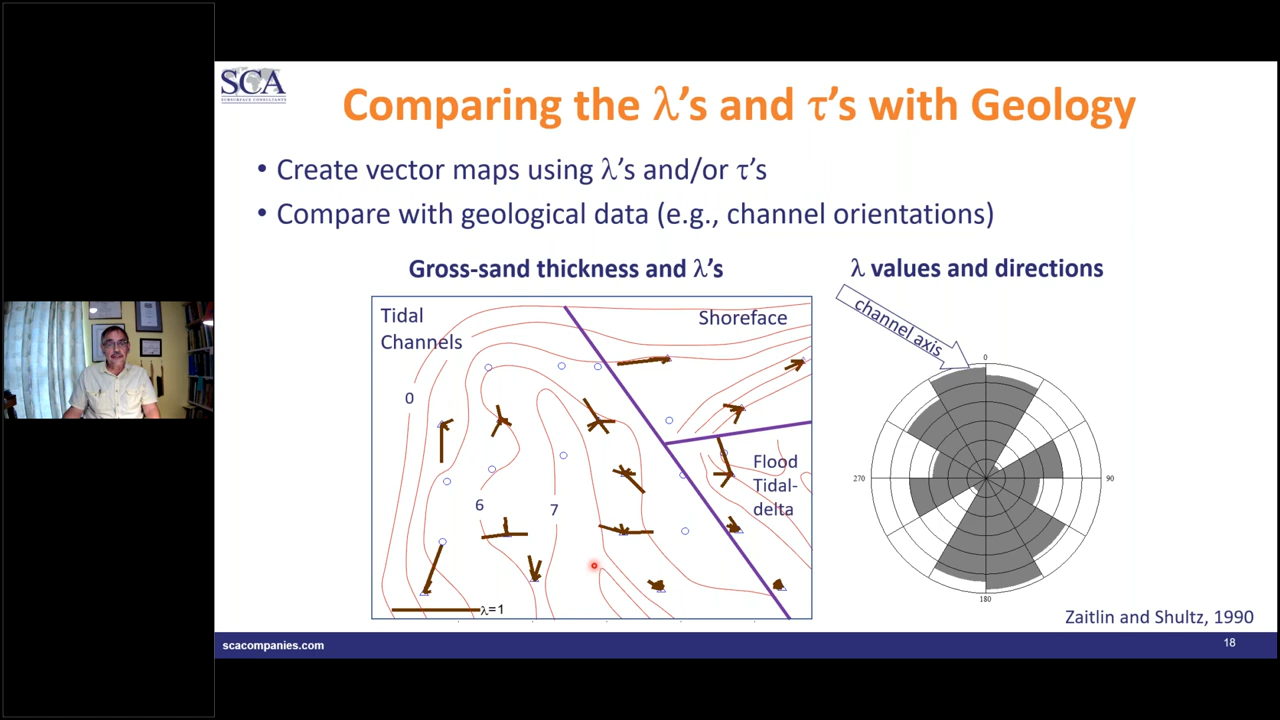 SCA
SUBSURFACE CONSULTANTS
Comparing the λ's and τ's with Geology
• Create vector maps using λ's and/or τ's
• Compare with geological data (e.g., channel orientations)
Gross-sand thickness and λ's
Tidal
Channels
Shoreface
0
6
7
Flood
Tidal-
delta
λ=1
λ values and directions
channel axis
0
270
90
180
Zaitlin and Shultz, 1990
scacompanies.com
18